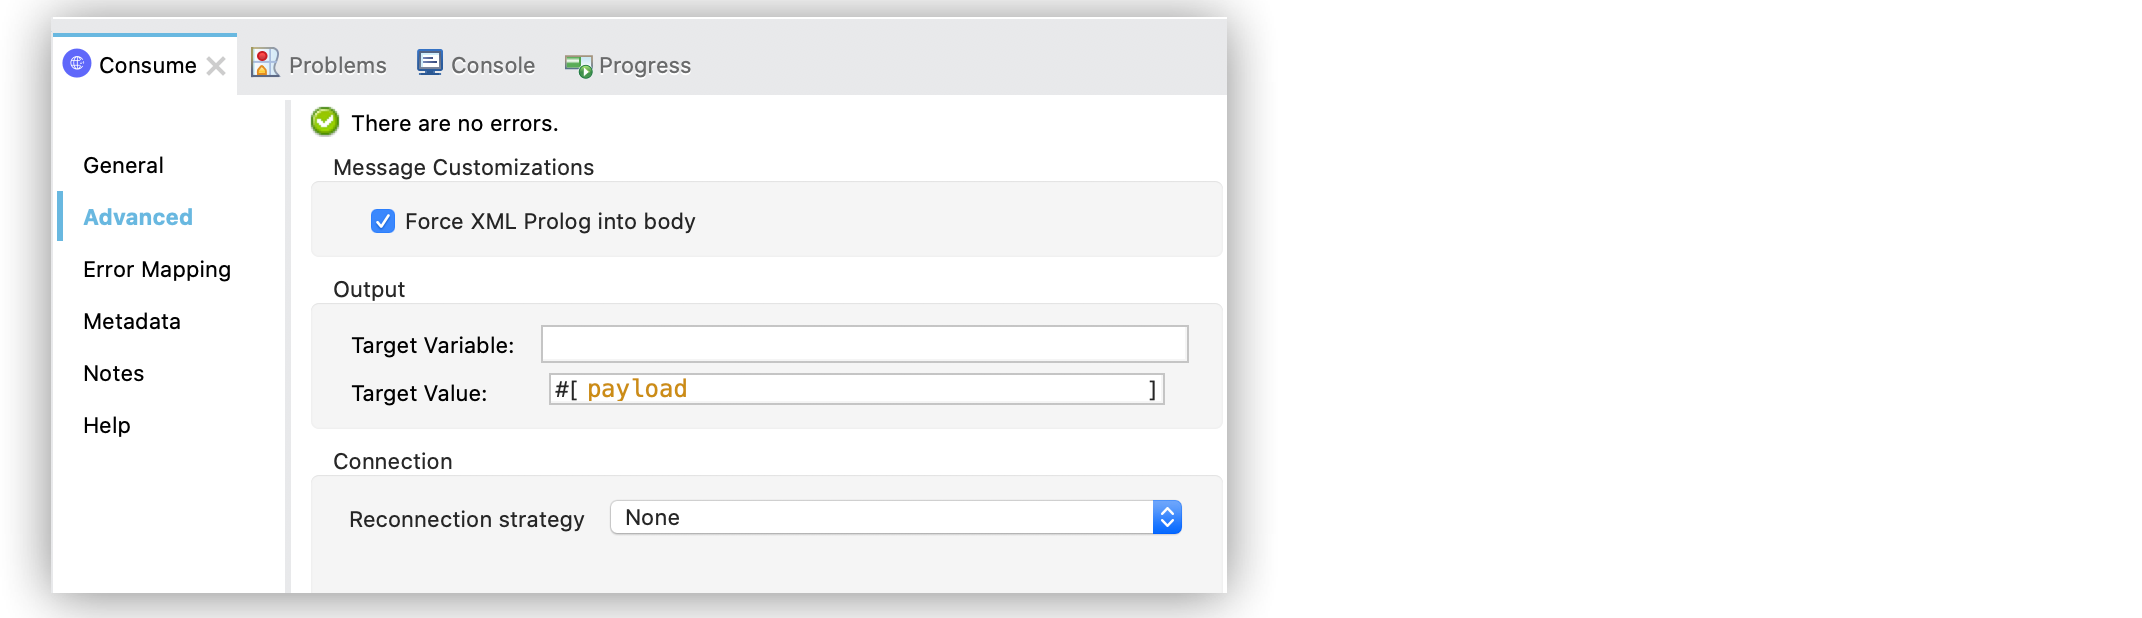 Consume Problems Console Progress
There are no errors.
General
Advanced
Error Mapping
Metadata
Notes
Help
Message Customizations
Force XML Prolog into body
Output
Target Variable:
Target Value: #[ payload ]
Connection
Reconnection strategy None